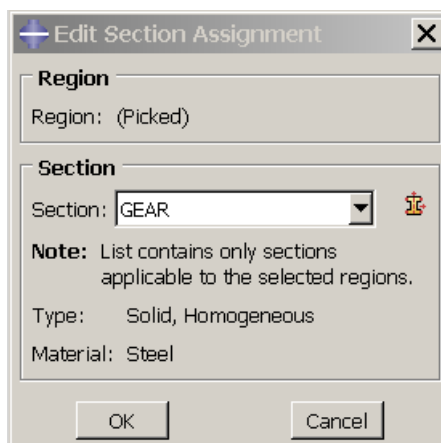 Edit Section Assignment
Region
Region: (Picked)
Section
Section: GEAR
Note: List contains only sections
applicable to the selected regions.
Type: Solid, Homogeneous
Material: Steel
OK Cancel